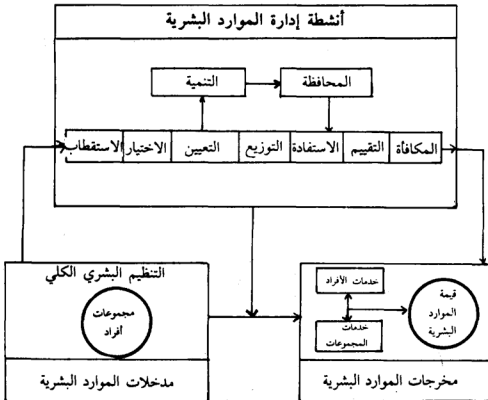 أنشطة إدارة الموارد البشرية
التنمية
المحافظة
الاستقطاب
الاختيار
التعيين
التوزيع
الاستفادة
التقييم
المكافأة
التنظيم البشري الكلي
مجموعات
أفراد
مدخلات الموارد البشرية
خدمات الأفراد
خدمات
المجموعات
قيمة
الموارد
البشرية
مخرجات الموارد البشرية